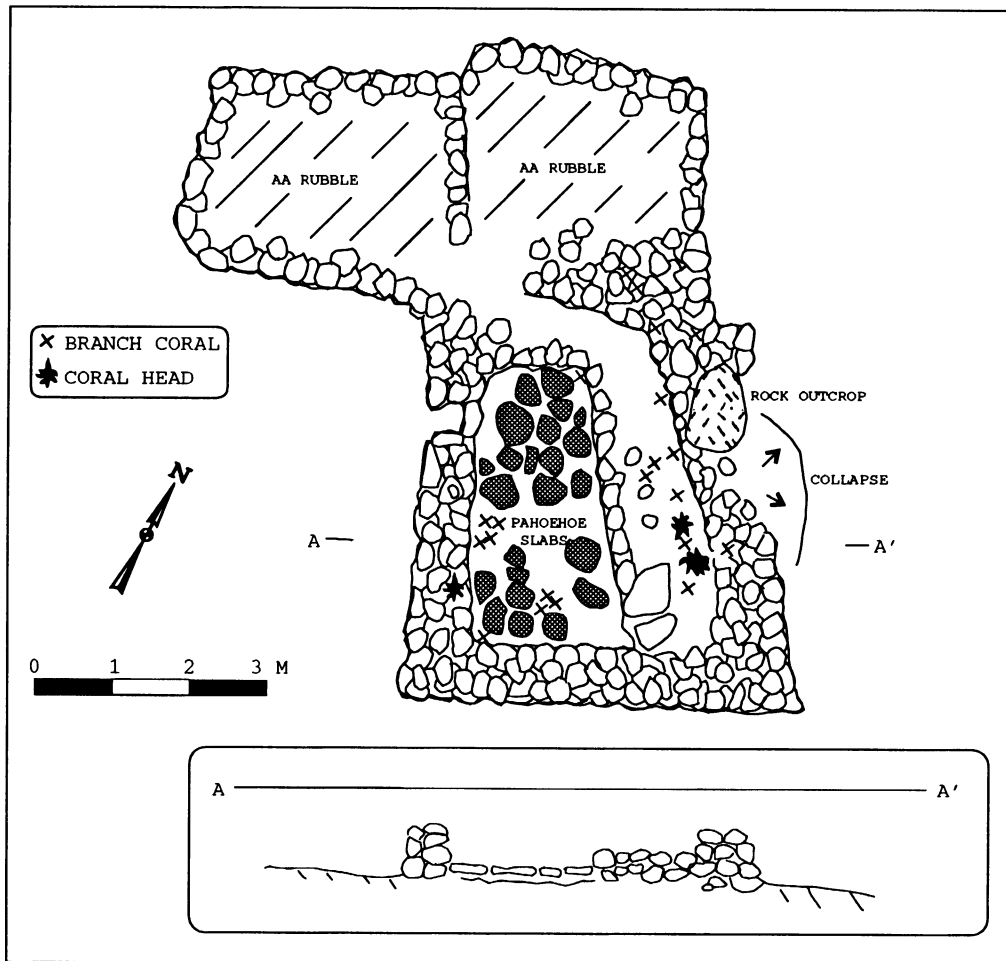 AA RUBBLE
AA RUBBLE
BRANCH CORAL
CORAL HEAD
ROCK OUTCROP
COLLAPSE
N
PAHOEHOE
SLABS
A
A'
0 1 2 3 M
A
A'